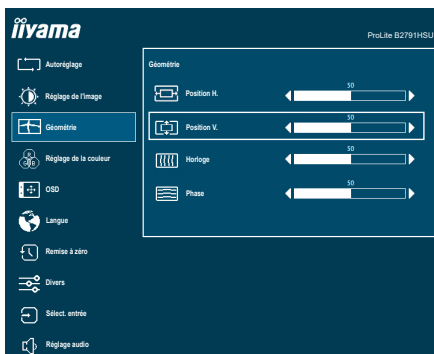 iiyama
ProLite B2791HSU
Autoréglage
Réglage de l'image
Géométrie
Réglage de la couleur
R
G B
OSD
Langue
Remise à zéro
Divers
Sélect. entrée
Réglage audio
Géométrie
Position H.
50
Position V.
50
Horloge
50
Phase
50